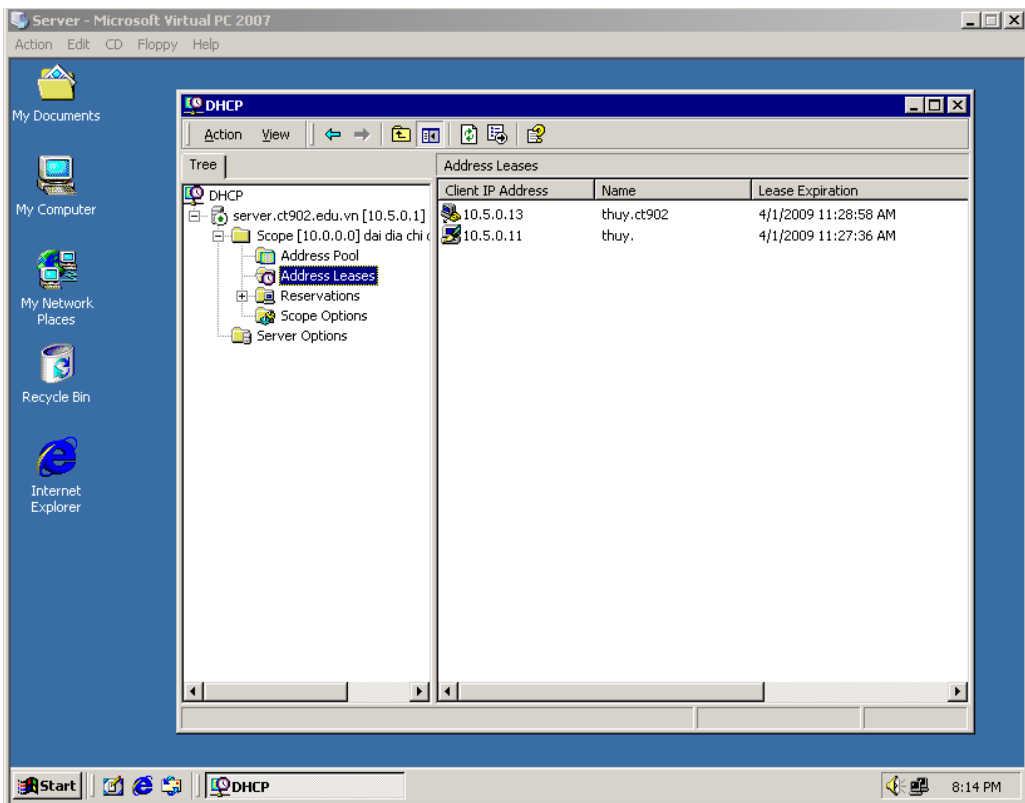 Server - Microsoft Virtual PC 2007
Action Edit CD Floppy Help
My Documents
My Computer
My Network
Places
Recycle Bin
Internet
Explorer
DHCP
Action View
Tree
Address Leases
DHCP
server.ct902.edu.vn [10.5.0.1]
Scope [10.0.0.0] dai dia chi
Address Pool
Address Leases
Reservations
Scope Options
Server Options
Client IP Address Name Lease Expiration
10.5.0.13 thuy.ct902 4/1/2009 11:28:58 AM
10.5.0.11 thuy. 4/1/2009 11:27:36 AM
Start DHCP 8:14 PM